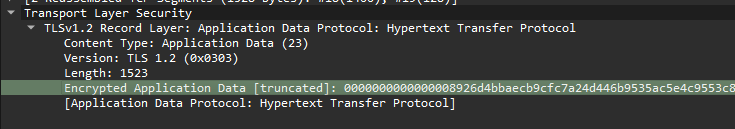 [2 Reassembled TCP Segments (1528 bytes): #18(1400), #19(128)]
Transport Layer Security
TLSv1.2 Record Layer: Application Data Protocol: Hypertext Transfer Protocol
Content Type: Application Data (23)
Version: TLS 1.2 (0x0303)
Length: 1523
Encrypted Application Data [truncated]: 0000000000000008926d4bbaecb9cfc7a24d446b9535ac5e4c9553c8
[Application Data Protocol: Hypertext Transfer Protocol]